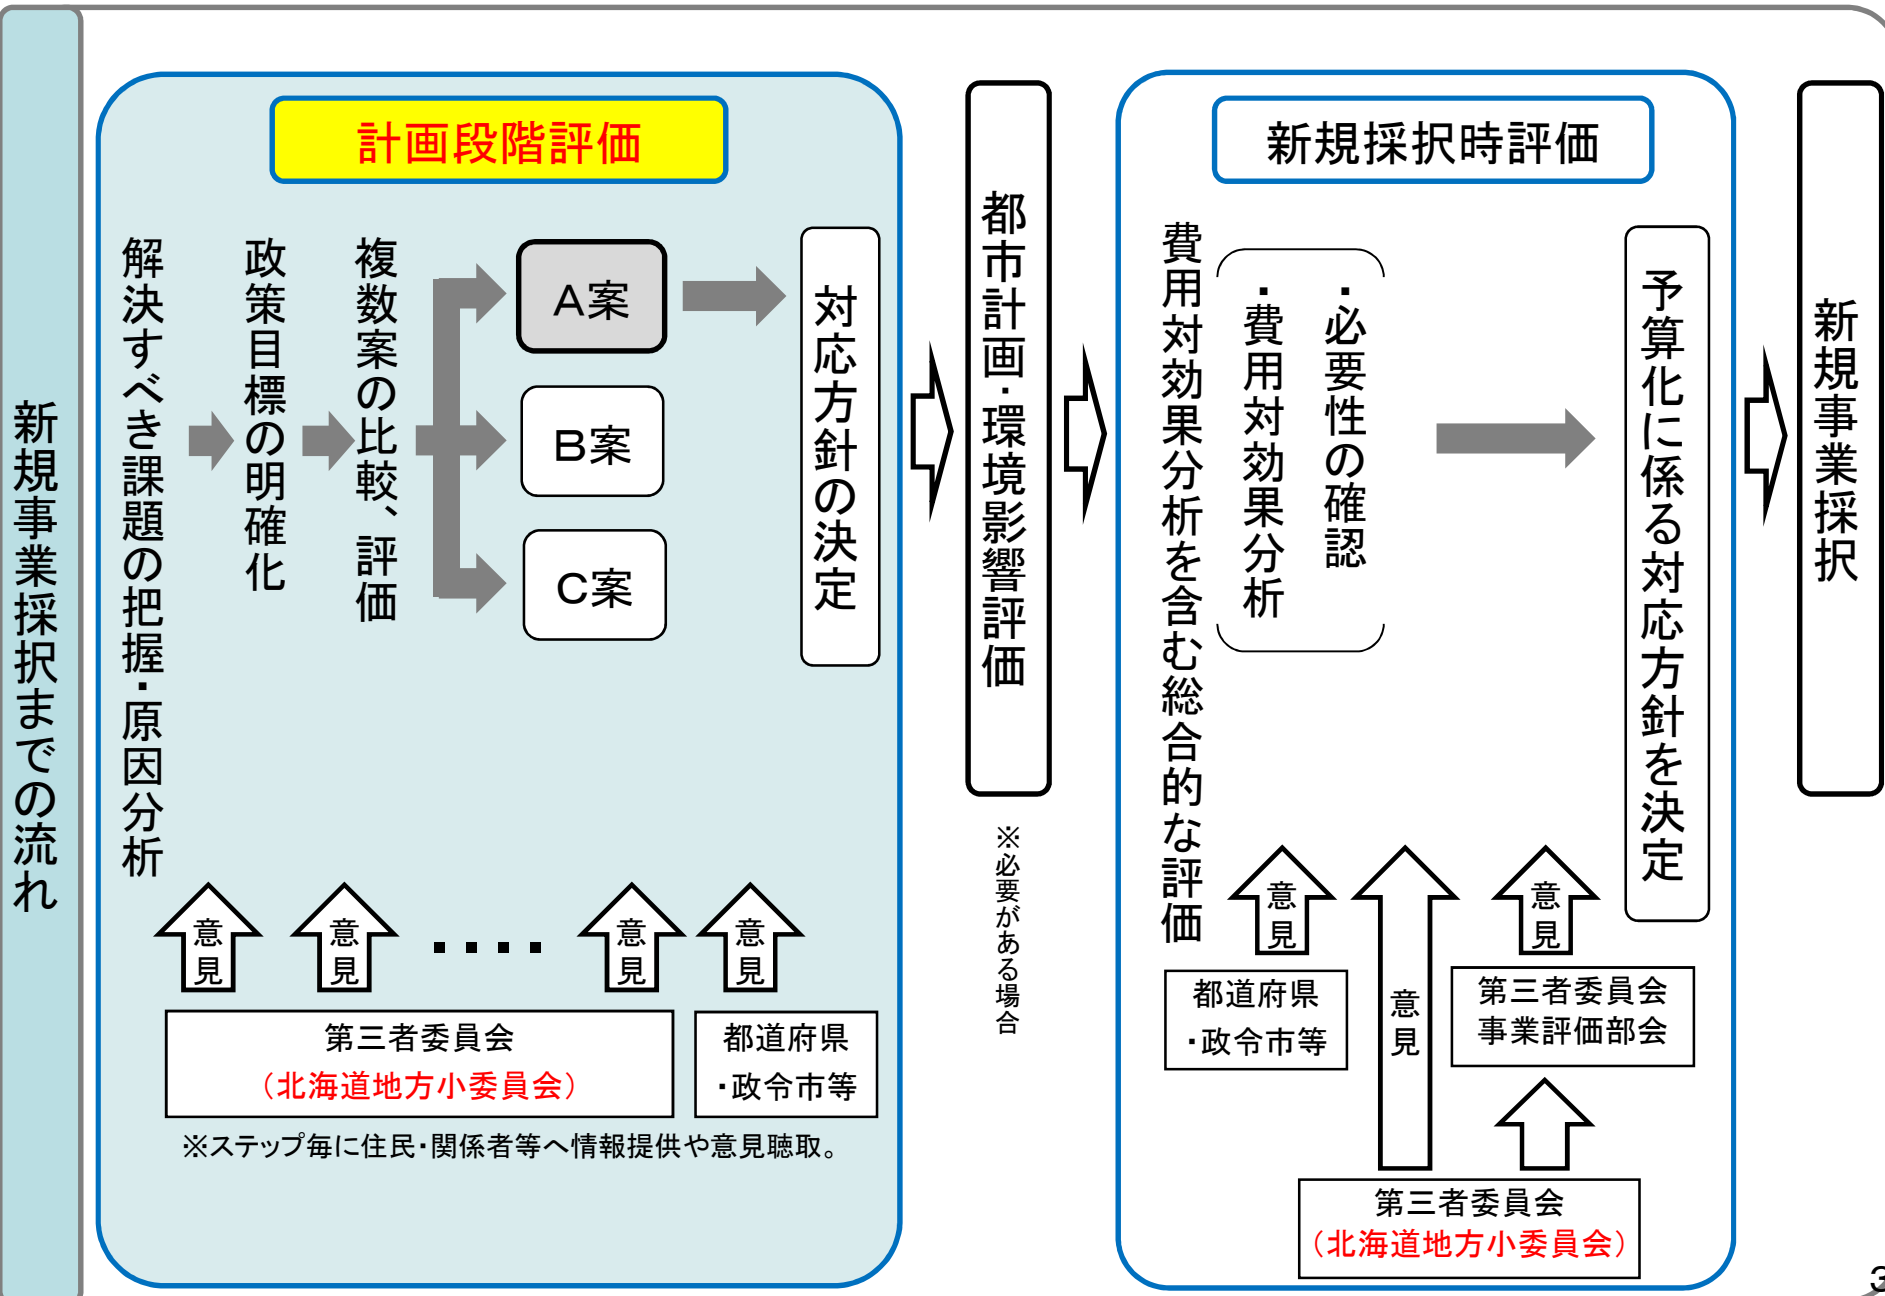 新規事業採択までの流れ
計画段階評価
解決すべき課題の把握・原因分析
政策目標の明確化
複数案の比較、評価
A案
B案
C案
対応方針の決定
意見
意見
・・・・
意見
意見
第三者委員会
（北海道地方小委員会）
都道府県
・政令市等
※ステップ毎に住民・関係者等へ情報提供や意見聴取。
都市計画・環境影響評価
※必要がある場合
新規採択時評価
費用対効果分析を含む総合的な評価
・必要性の確認
・費用対効果分析
予算化に係る対応方針を決定
意見
意見
意見
都道府県
・政令市等
第三者委員会
事業評価部会
第三者委員会
（北海道地方小委員会）
新規事業採択
3